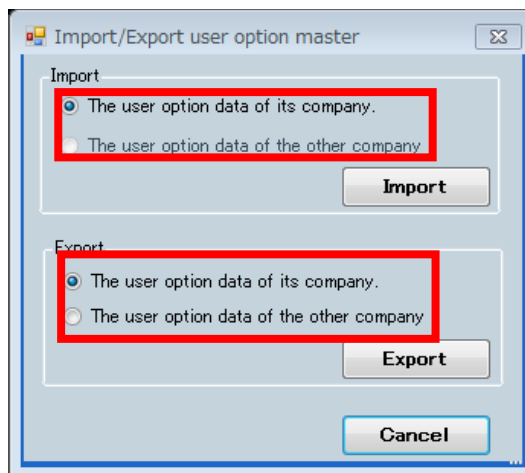 Import/Export user option master
Import
The user option data of its company.
The user option data of the other company
Import
Export
The user option data of its company.
The user option data of the other company
Export
Cancel